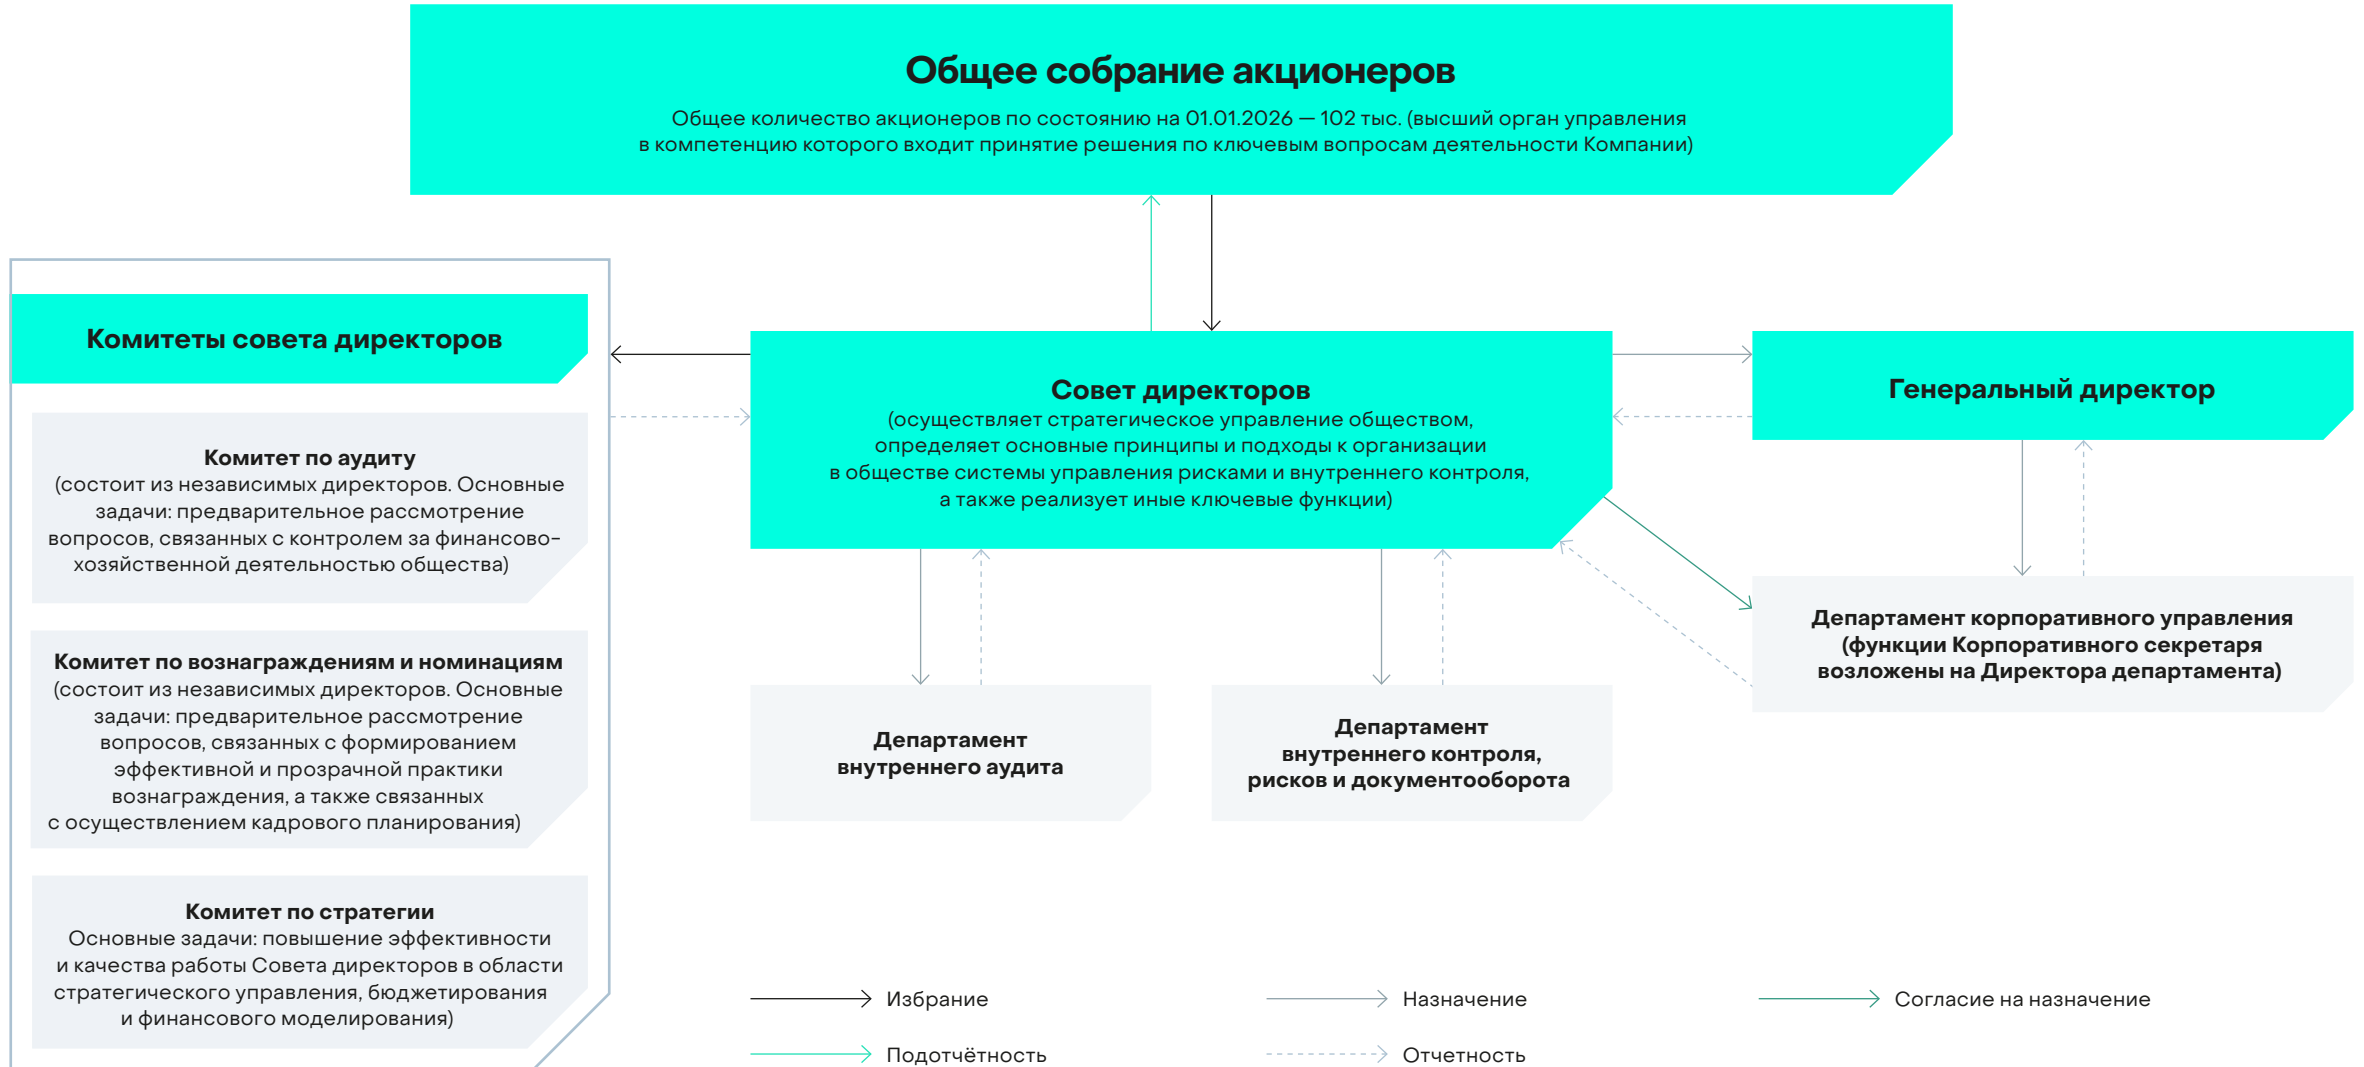 Общее собрание акционеров
Общее количество акционеров по состоянию на 01.01.2026 — 102 тыс. (высший орган управления
в компетенцию которого входит принятие решения по ключевым вопросам деятельности Компании)
Комитеты совета директоров
Комитет по аудиту
(состоит из независимых директоров. Основные
задачи: предварительное рассмотрение
вопросов, связанных с контролем за финансово-
хозяйственной деятельностью общества)
Комитет по вознаграждениям и номинациям
(состоит из независимых директоров. Основные
задачи: предварительное рассмотрение
вопросов, связанных с формированием
эффективной и прозрачной практики
вознаграждения, а также связанных
с осуществлением кадрового планирования)
Комитет по стратегии
Основные задачи: повышение эффективности
и качества работы Совета директоров в области
стратегического управления, бюджетирования
и финансового моделирования)
Совет директоров
(осуществляет стратегическое управление обществом,
определяет основные принципы и подходы к организации
в обществе системы управления рисками и внутреннего контроля,
а также реализует иные ключевые функции)
Генеральный директор
Департамент корпоративного управления
(функции Корпоративного секретаря
возложены на Директора департамента)
Департамент
внутреннего аудита
Департамент
внутреннего контроля,
рисков и документооборота
Избрание
Назначение
Согласие на назначение
Подотчётность
Отчетность